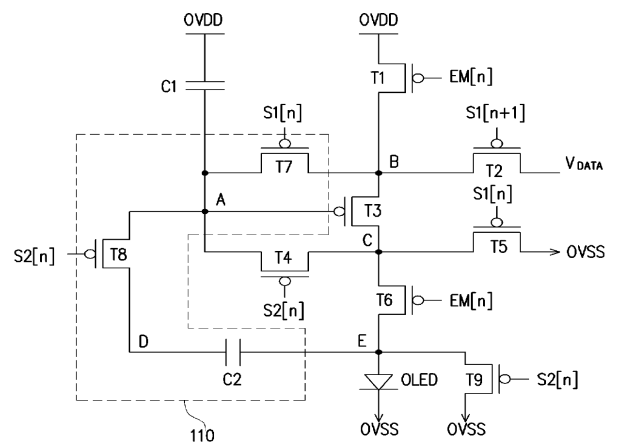 OVDD OVDD
C1 T1 EM[n]
S1[n] S1[n+1]
T7 B T2 VDATA
A T3 S1[n]
S2[n] T8 T4 C T5 OVSS
S2[n] T6 EM[n]
D C2 E
OLED T9 S2[n]
110 OVSS OVSS